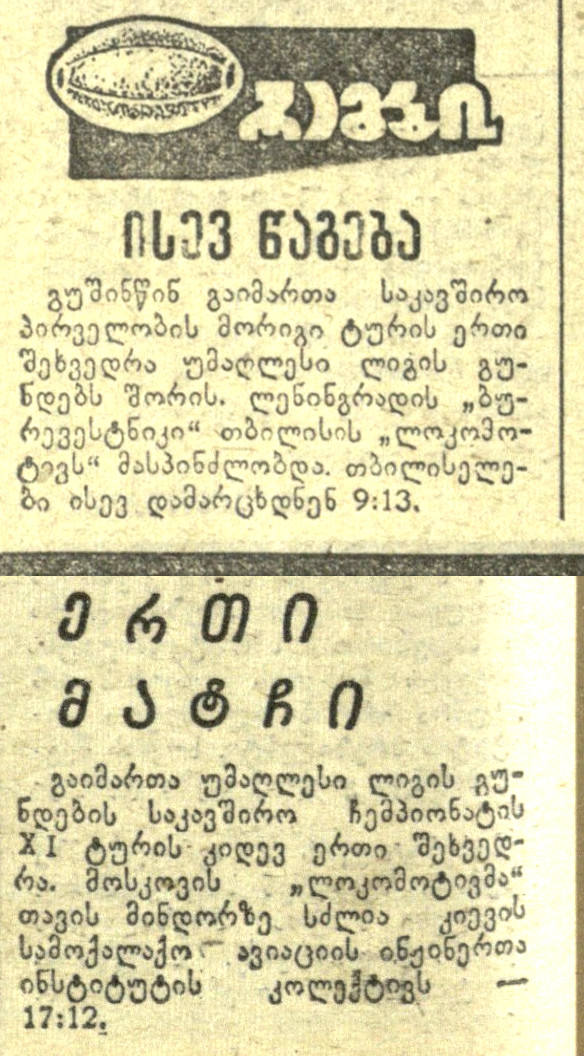 რაგბი
ისევ წაგება
გუშინწინ გაიმართა საკავშირო
პირველობის მორიგი ტურის ერთი
შეხვედრა უმაღლესი ლიგის გუ-
ნდებს შორის. ლენინგრადის „ბუ-
რევესტნიკი“ თბილისის „ლოკომო-
ტივს“ მასპინძლობდა. თბილისელე-
ბი ისევ დამარცხდნენ 9:13.
ერთი
მატჩი
გაიმართა უმაღლესი ლიგის გუ-
ნდების საკავშირო ჩემპიონატის
XI ტურის კიდევ ერთი შეხვედ-
რა. მოსკოვის „ლოკომოტივმა“
თავის მინდორზე სძლია კიევის
სამოქალაქო ავიაციის ინჟინერთა
ინსტიტუტის კოლექტივს —
17:12.